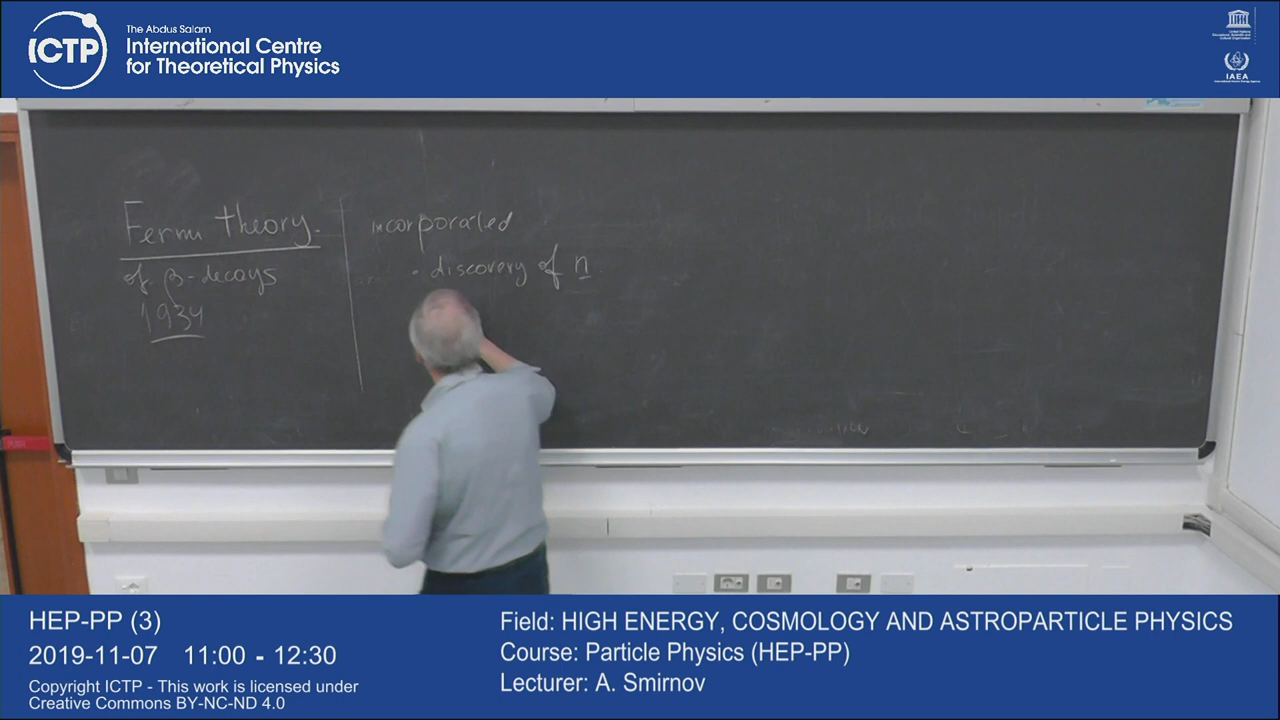 The Abdus Salam
ICTP International Centre
for Theoretical Physics
IAEA
Fermi theory.
of β-decays
1934
incorporated
· discovery of n
PUSH
HEP-PP (3)
2019-11-07 11:00 - 12:30
Copyright ICTP - This work is licensed under
Creative Commons BY-NC-ND 4.0
Field: HIGH ENERGY, COSMOLOGY AND ASTROPARTICLE PHYSICS
Course: Particle Physics (HEP-PP)
Lecturer: A. Smirnov